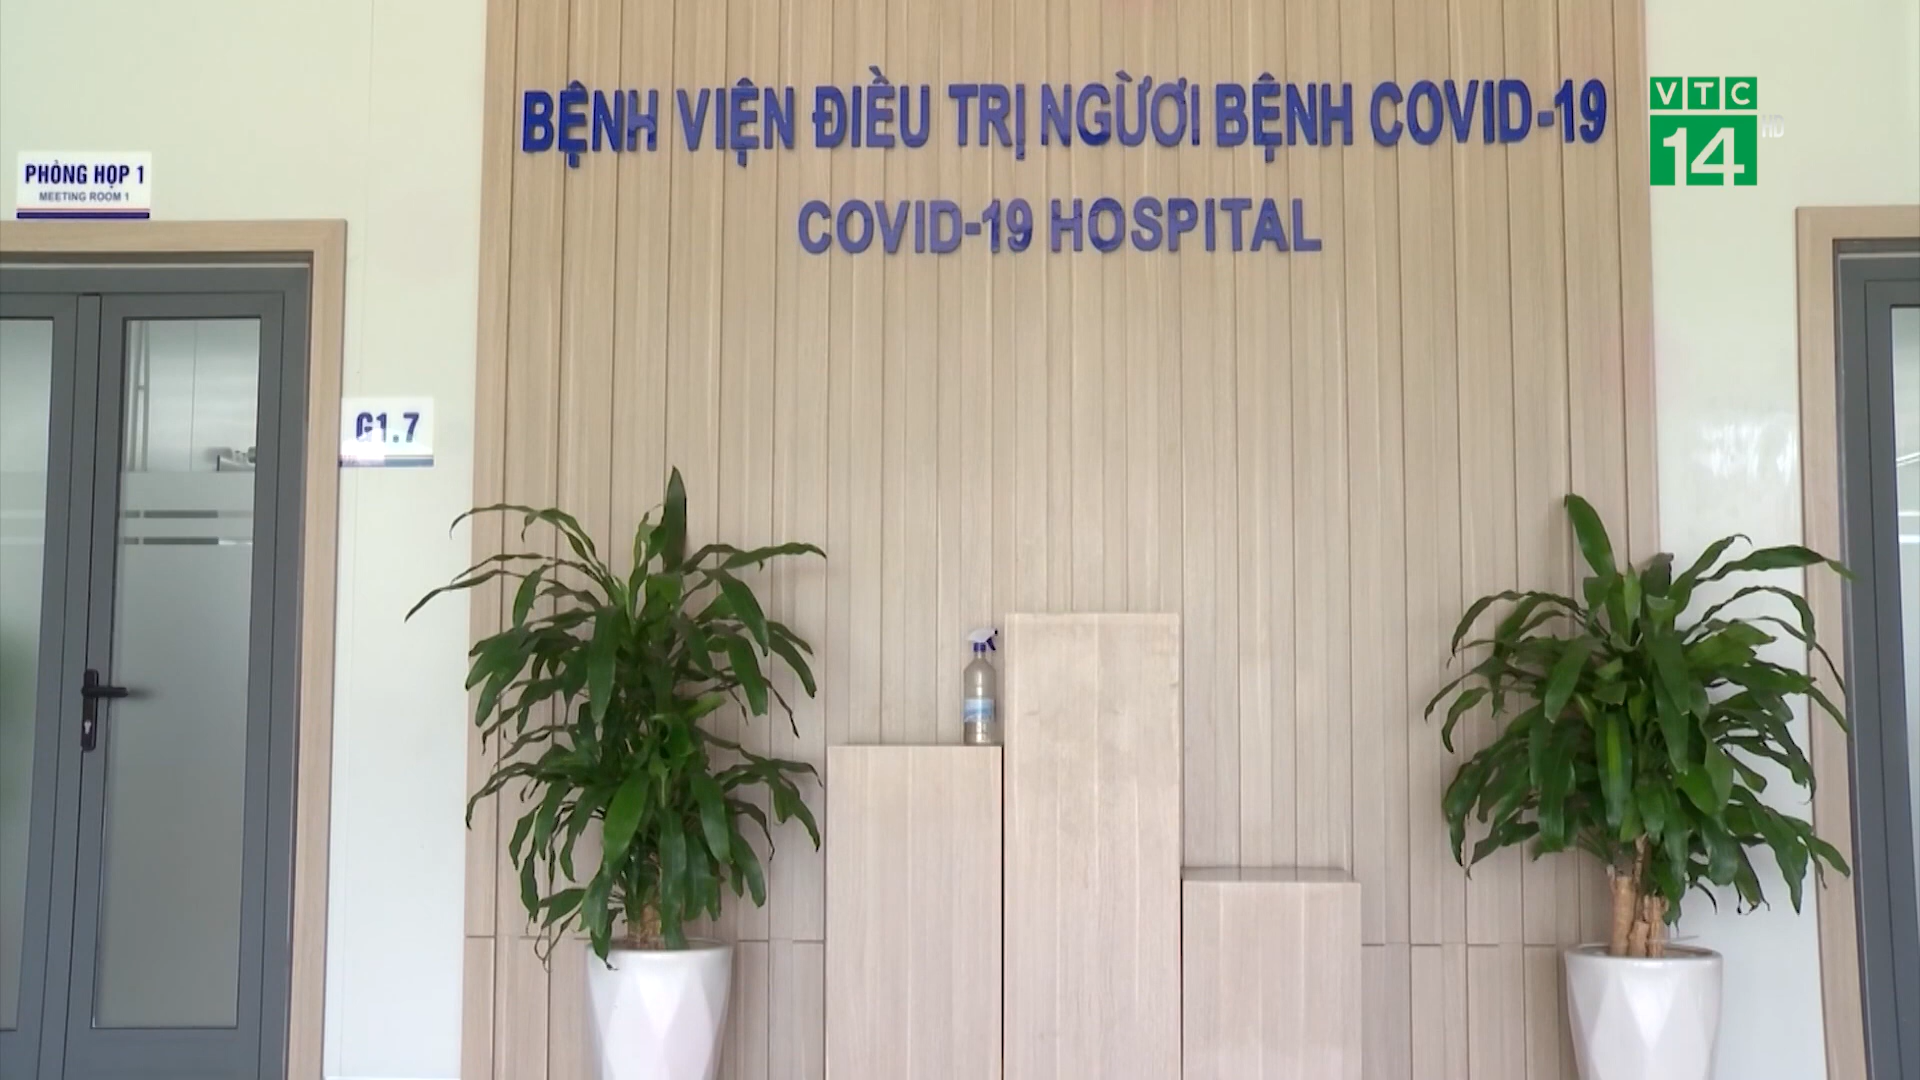 BỆNH VIỆN ĐIỀU TRỊ NGỪƠI BỆNH COVID-19
COVID-19 HOSPITAL
VTC
14 HD
PHÒNG HỌP 1
MEETING ROOM 1
G1.7